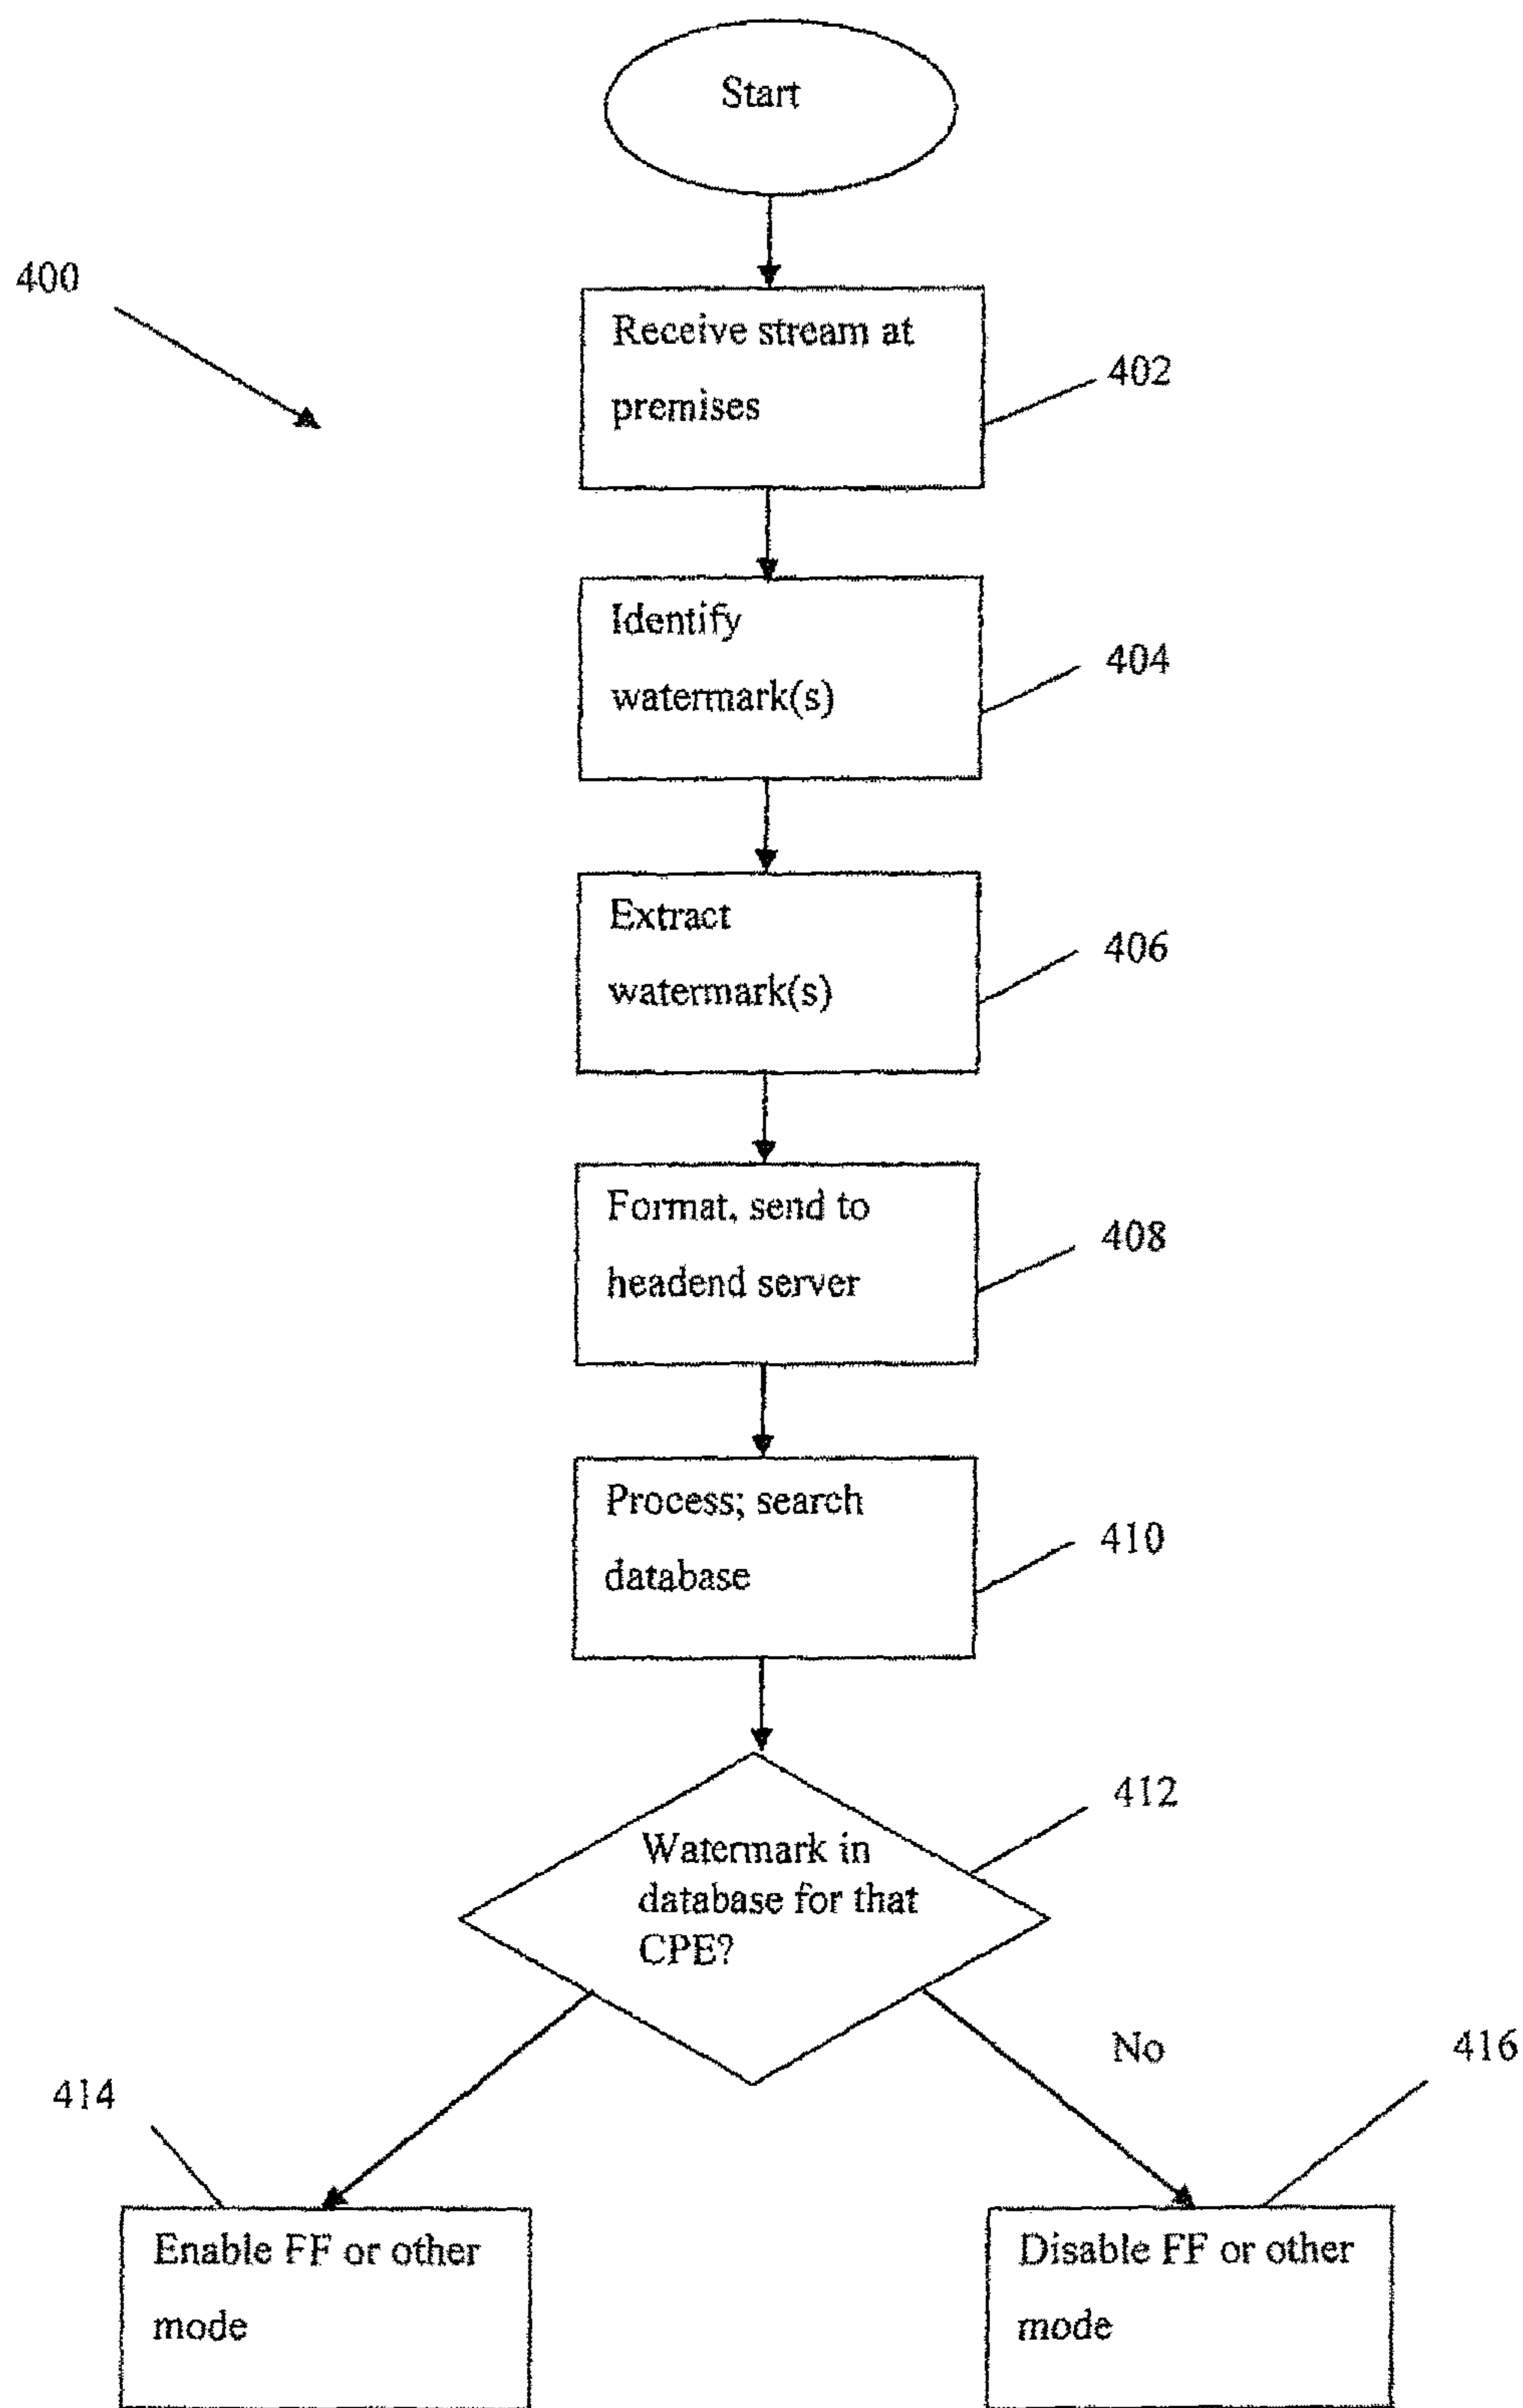 Start
400
Receive stream at
premises
402
Identify
watermark(s)
404
Extract
watermark(s)
406
Format, send to
headend server
408
Process; search
database
410
412
Watermark in
database for that
CPE?
No
416
414
Enable FF or other
mode
Disable FF or other
mode